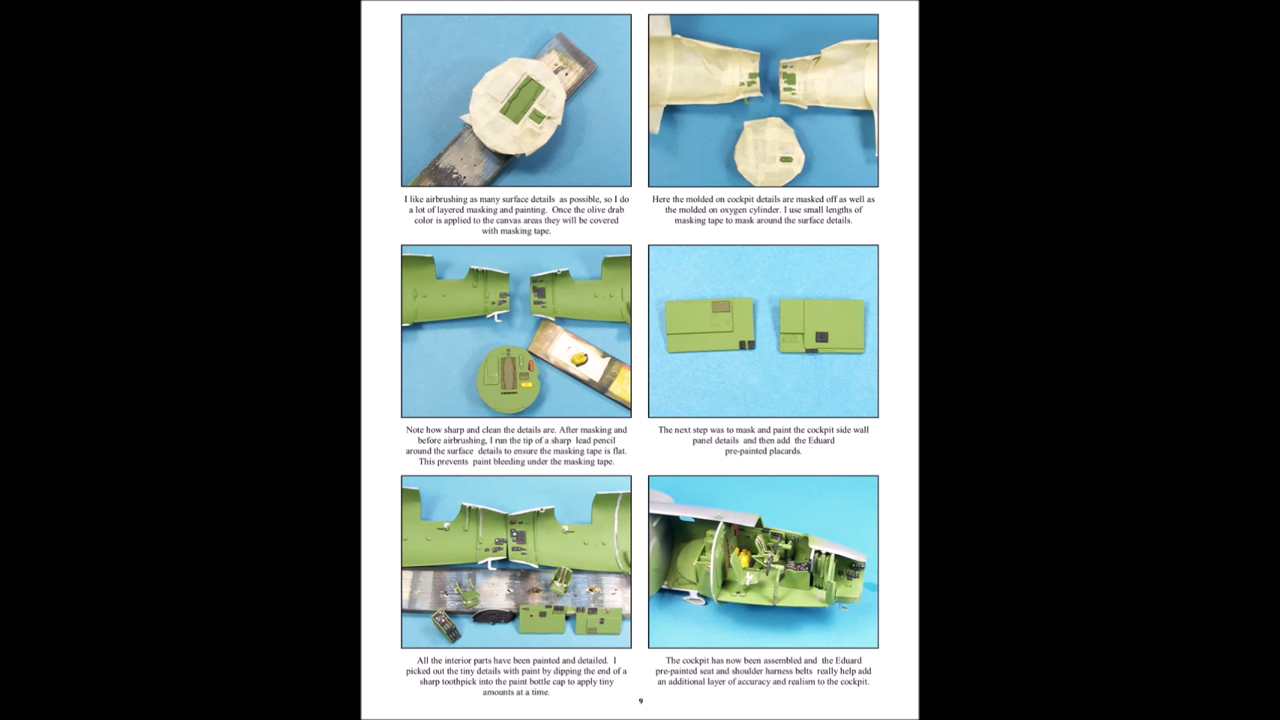 I like airbrushing as many surface details as possible, so I do
a lot of layered masking and painting. Once the olive drab
color is applied to the canvas areas they will be covered
with masking tape.
Here the molded on cockpit details are masked off as well as
the molded on oxygen cylinder. I use small lengths of
masking tape to mask around the surface details.
Note how sharp and clean the details are. After masking and
before airbrushing, I run the tip of a sharp lead pencil
around the surface details to ensure the masking tape is flat.
This prevents paint bleeding under the masking tape.
The next step was to mask and paint the cockpit side wall
panel details and then add the Eduard
pre-painted placards.
All the interior parts have been painted and detailed. I
picked out the tiny details with paint by dipping the end of a
sharp toothpick into the paint bottle cap to apply tiny
amounts at a time.
The cockpit has now been assembled and the Eduard
pre-painted seat and shoulder harness belts really help add
an additional layer of accuracy and realism to the cockpit.
9